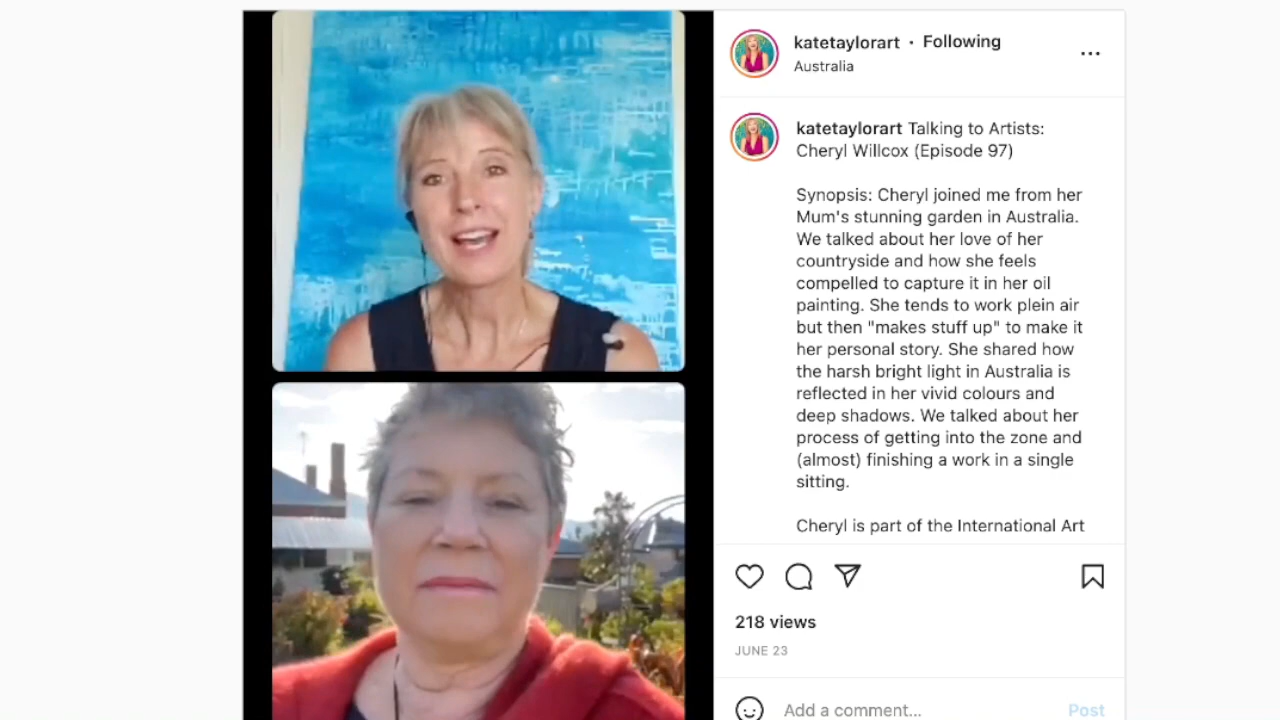 katetaylorart • Following
Australia
katetaylorart Talking to Artists:
Cheryl Willcox (Episode 97)
Synopsis: Cheryl joined me from her
Mum's stunning garden in Australia.
We talked about her love of her
countryside and how she feels
compelled to capture it in her oil
painting. She tends to work plein air
but then "makes stuff up" to make it
her personal story. She shared how
the harsh bright light in Australia is
reflected in her vivid colours and
deep shadows. We talked about her
process of getting into the zone and
(almost) finishing a work in a single
sitting.
Cheryl is part of the International Art
218 views
JUNE 23
Add a comment... Post